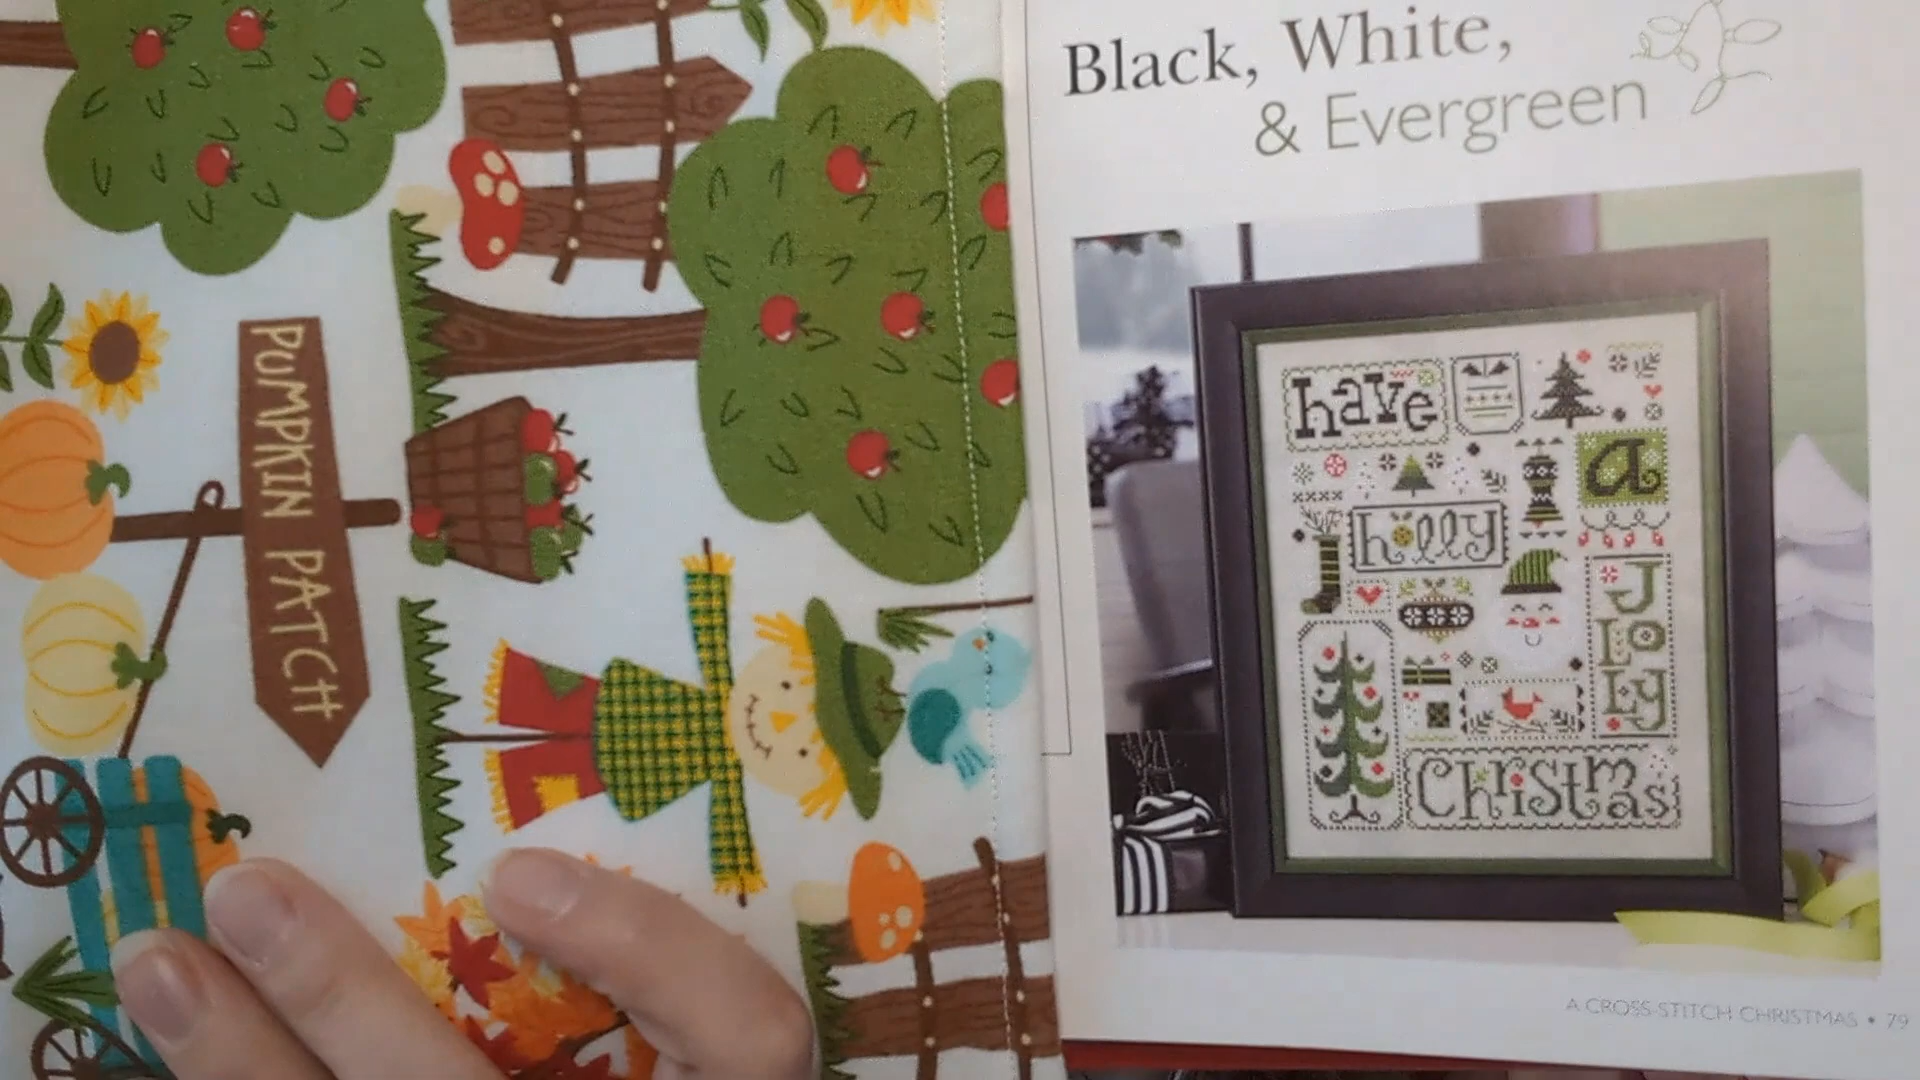 PUMPKIN PATCH
Black, White,
& Evergreen
have
a
holly
JOLLY
Christmas
A CROSS-STITCH CHRISTMAS • 79